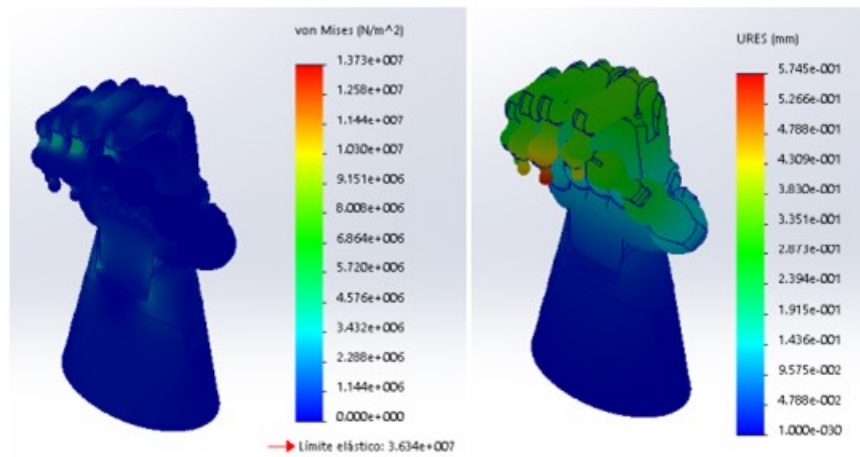 von Mises (N/m^2)
1.373e+007
1.258e+007
1.144e+007
1.030e+007
9.151e+006
8.008e+006
6.864e+006
5.720e+006
4.576e+006
3.432e+006
2.288e+006
1.144e+006
0.000e+000
Límite elástico: 3.634e+007
URES (mm)
5.745e-001
5.266e-001
4.788e-001
4.309e-001
3.830e-001
3.351e-001
2.873e-001
2.394e-001
1.915e-001
1.436e-001
9.575e-002
4.788e-002
1.000e-030